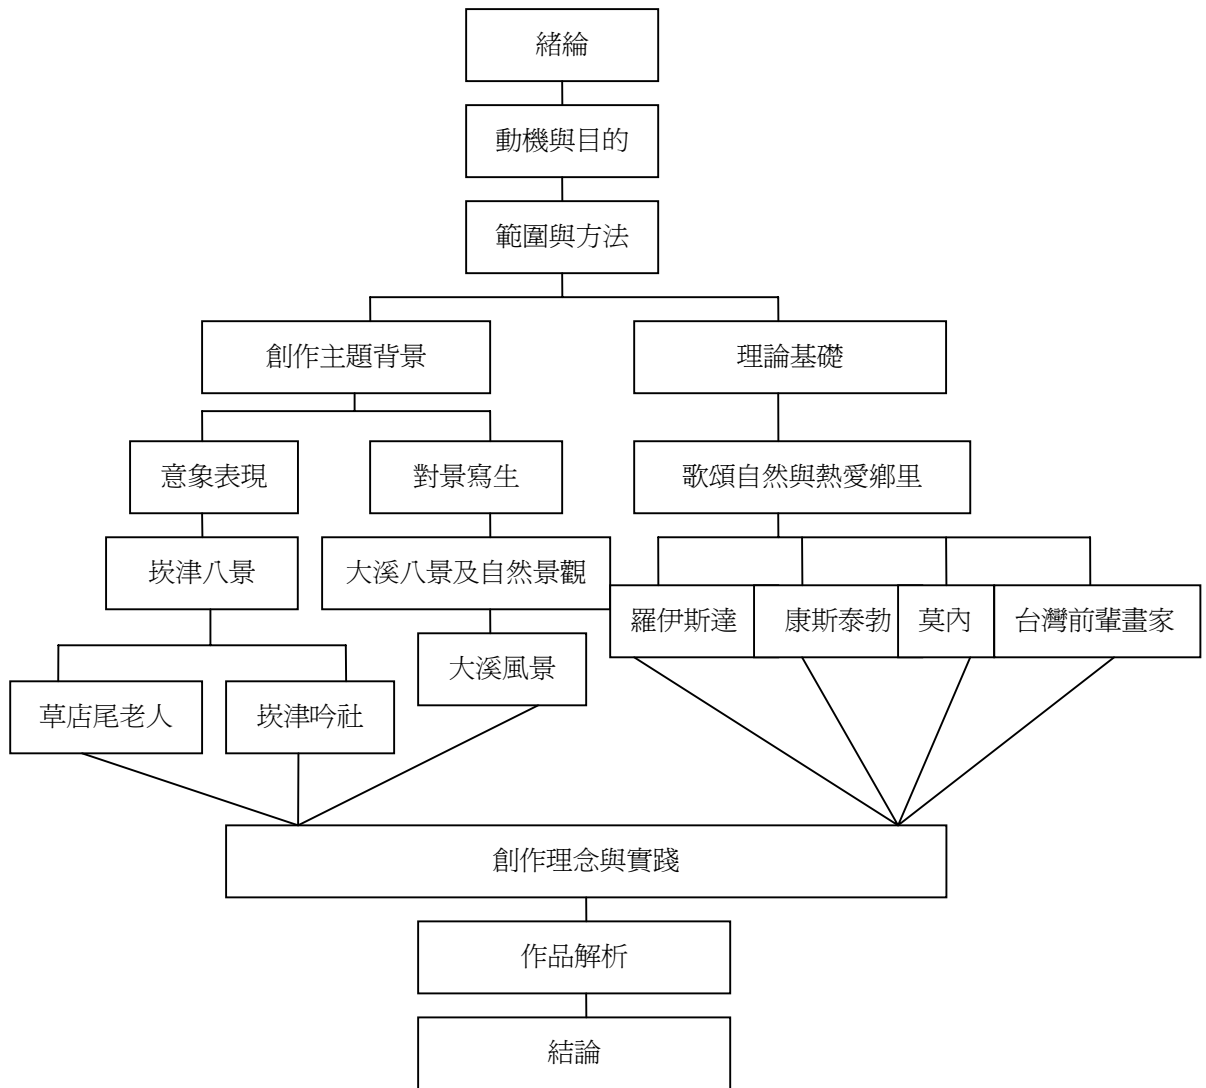 緒綸
動機與目的
範圍與方法
創作主題背景
理論基礎
意象表現
對景寫生
歌頌自然與熱愛鄉里
崁津八景
大溪八景及自然景觀
羅伊斯達
康斯泰勃
莫內
台灣前輩畫家
大溪風景
草店尾老人
崁津吟社
創作理念與實踐
作品解析
結論